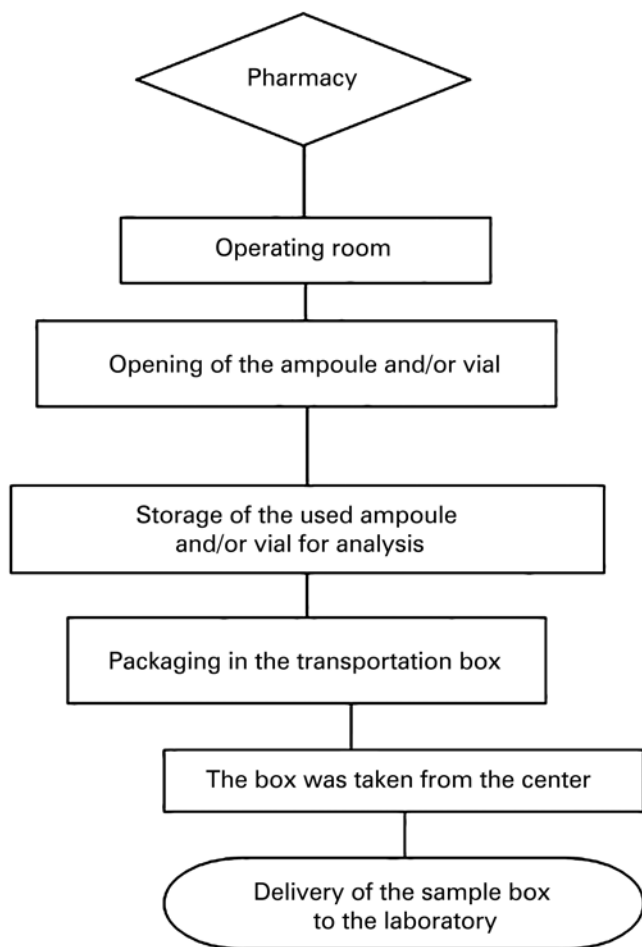 Pharmacy
Operating room
Opening of the ampoule and/or vial
Storage of the used ampoule
and/or vial for analysis
Packaging in the transportation box
The box was taken from the center
Delivery of the sample box
to the laboratory